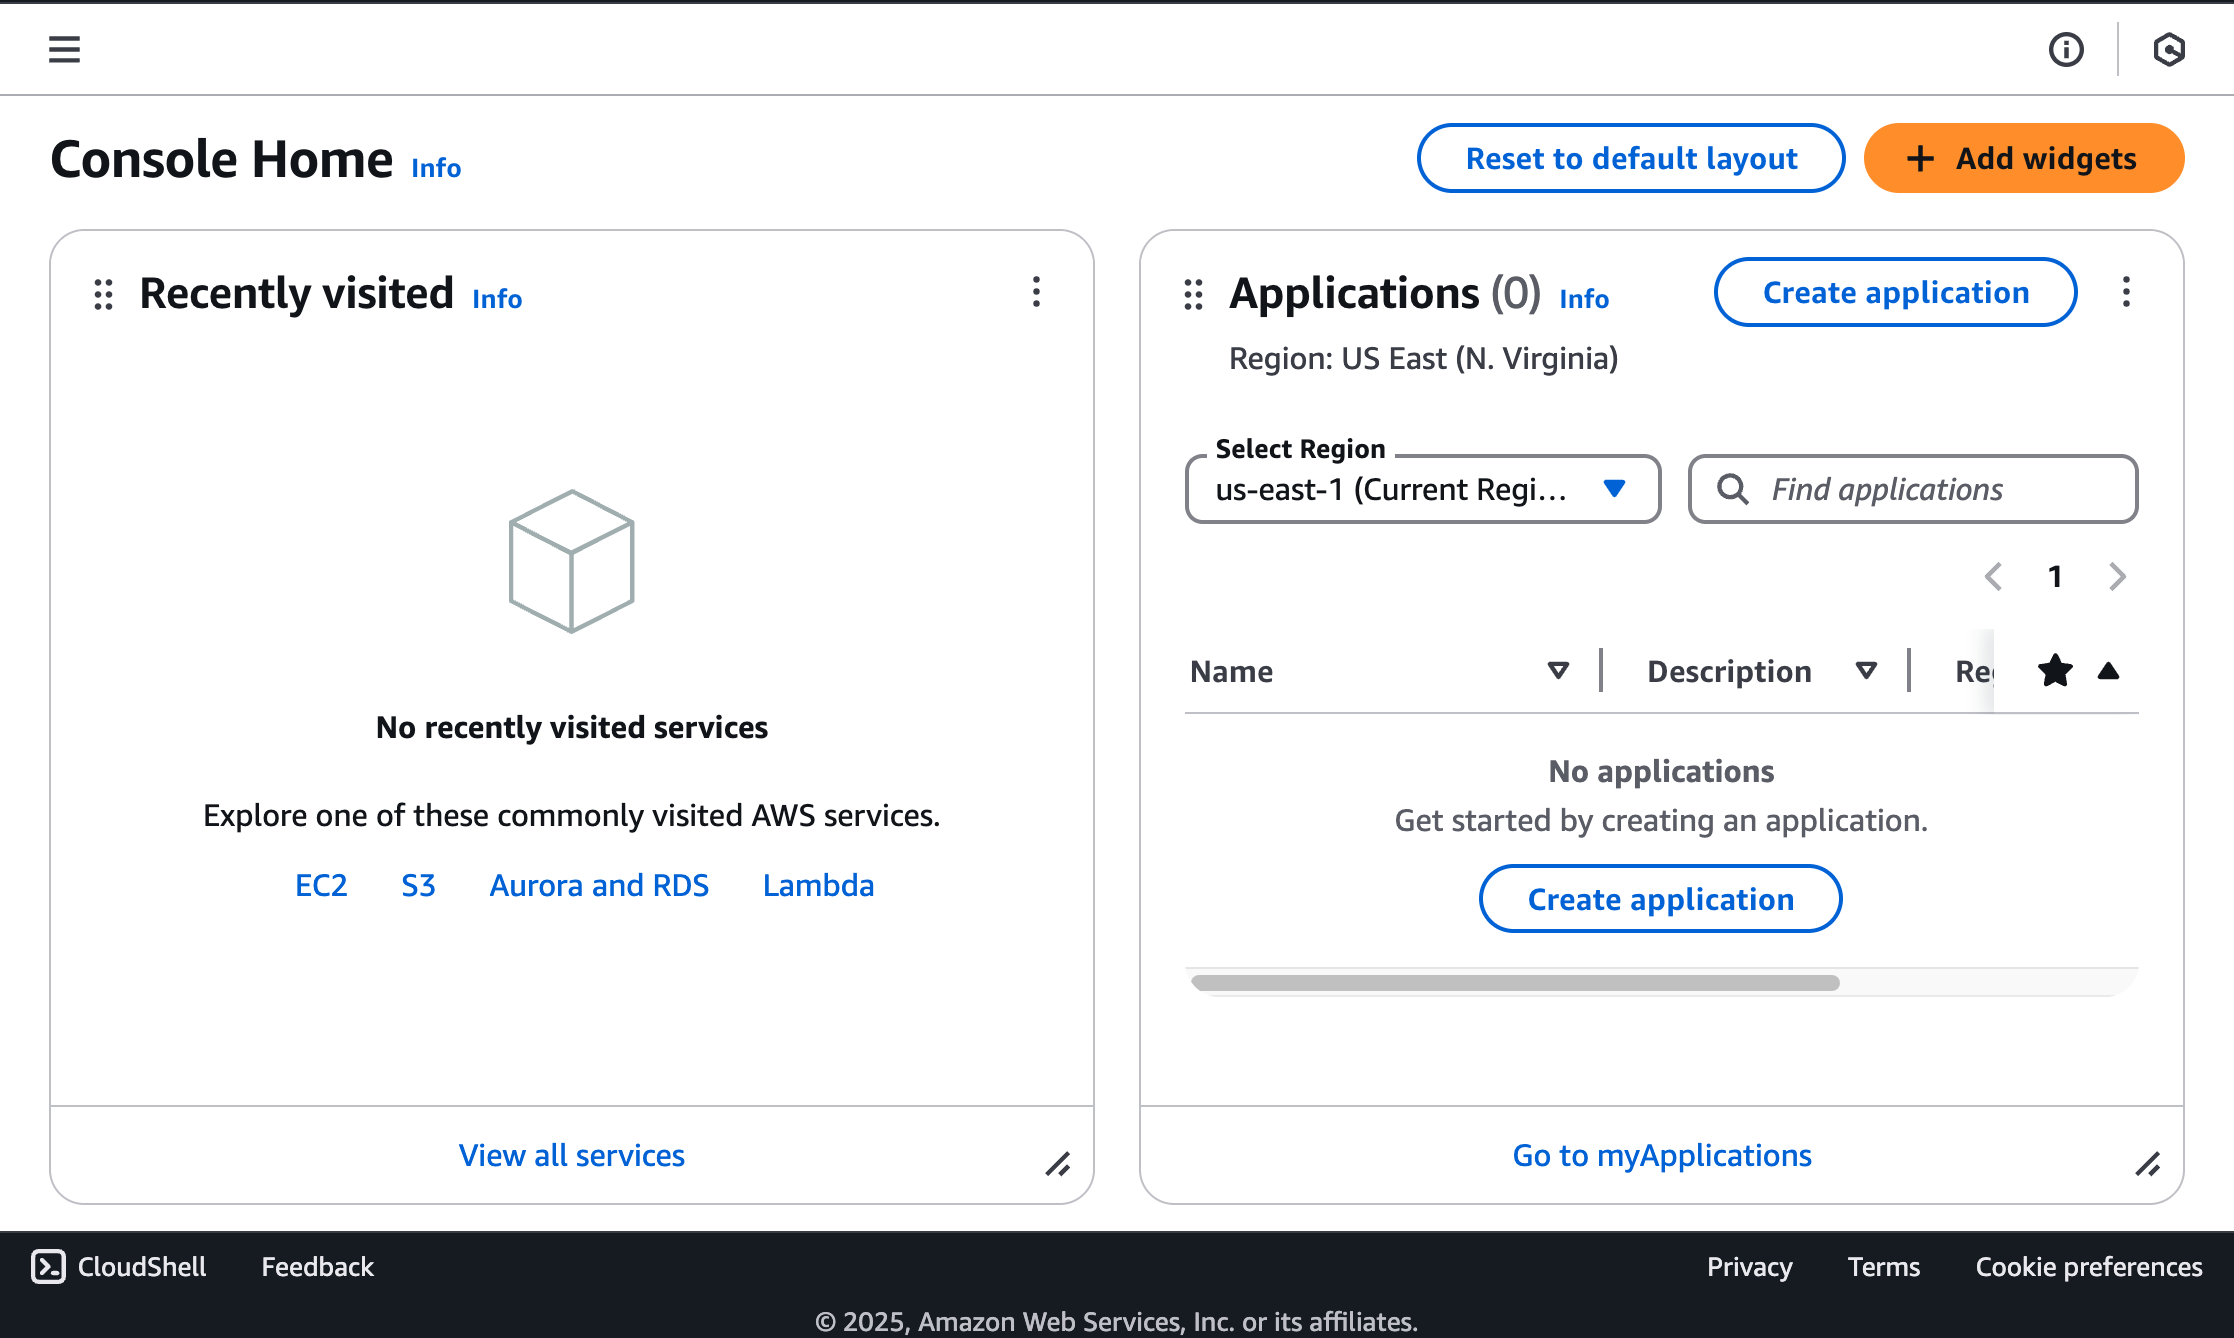 Console Home Info
Reset to default layout
Add widgets
Recently visited Info
No recently visited services
Explore one of these commonly visited AWS services.
EC2 S3 Aurora and RDS Lambda
View all services
Applications (0) Info
Create application
Region: US East (N. Virginia)
Select Region
us-east-1 (Current Regi...
Find applications
1
Name Description
No applications
Get started by creating an application.
Create application
Go to myApplications
CloudShell Feedback Privacy Terms Cookie preferences
© 2025, Amazon Web Services, Inc. or its affiliates.